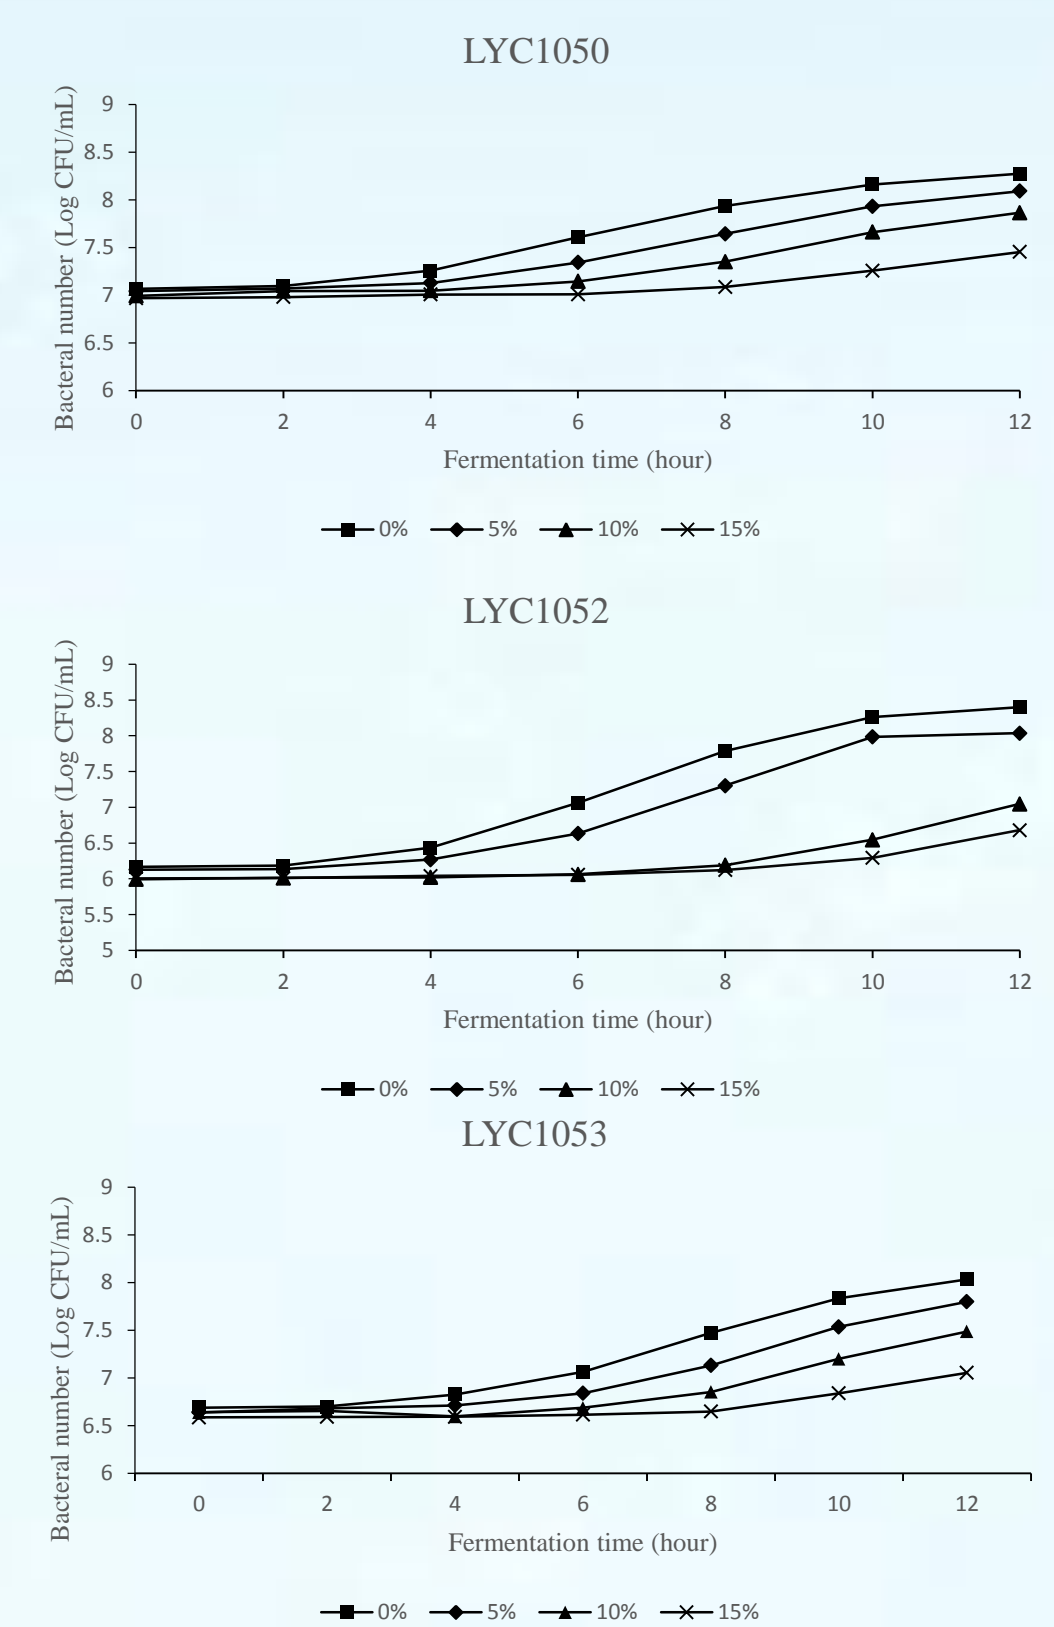 LYC1050
Bacteral number (Log CFU/mL)
9
8.5
8
7.5
7
6.5
6
0 2 4 6 8 10 12
Fermentation time (hour)
0% 5% 10% 15%
LYC1052
Bacteral number (Log CFU/mL)
9
8.5
8
7.5
7
6.5
6
5.5
5
0 2 4 6 8 10 12
Fermentation time (hour)
0% 5% 10% 15%
LYC1053
Bacteral number (Log CFU/mL)
9
8.5
8
7.5
7
6.5
6
0 2 4 6 8 10 12
Fermentation time (hour)
0% 5% 10% 15%